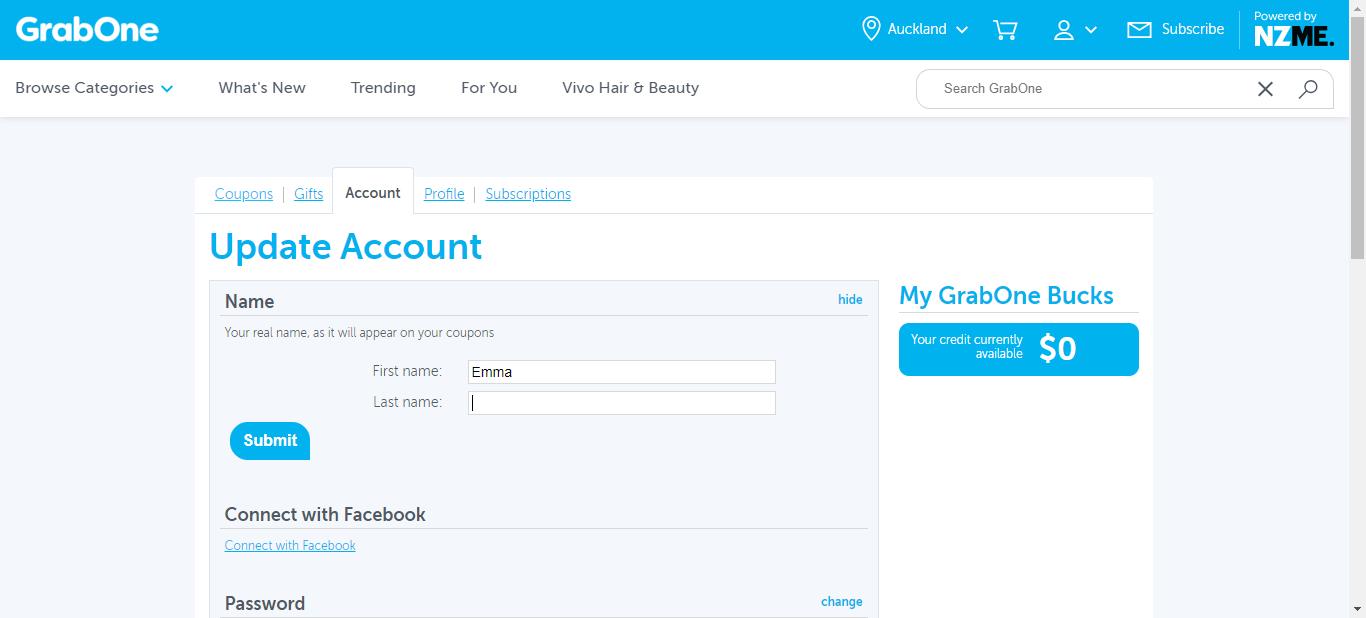 GrabOne
Auckland
Subscribe
Powered by
NZME.
Browse Categories
What's New
Trending
For You
Vivo Hair & Beauty
Search GrabOne
Coupons
Gifts
Account
Profile
Subscriptions
Update Account
Name
hide
Your real name, as it will appear on your coupons
First name:
Emma
Last name:
Submit
Connect with Facebook
Connect with Facebook
Password
change
My GrabOne Bucks
Your credit currently
available
$0